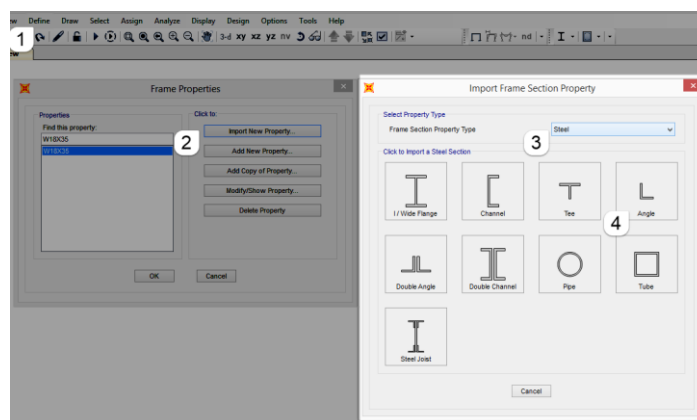 w Define Draw Select Assign Analyze Display Design Options Tools Help
1
3-d xy xz yz nv
nd
I
ew
Frame Properties
Properties
Find this property:
W18X35
W18X35
Click to:
2
Import New Property...
Add New Property...
Add Copy of Property...
Modify/Show Property...
Delete Property
OK Cancel
Import Frame Section Property
Select Property Type
Frame Section Property Type
3
Steel
Click to Import a Steel Section
4
I / Wide Flange Channel Tee Angle
Double Angle Double Channel Pipe Tube
Steel Joist
Cancel